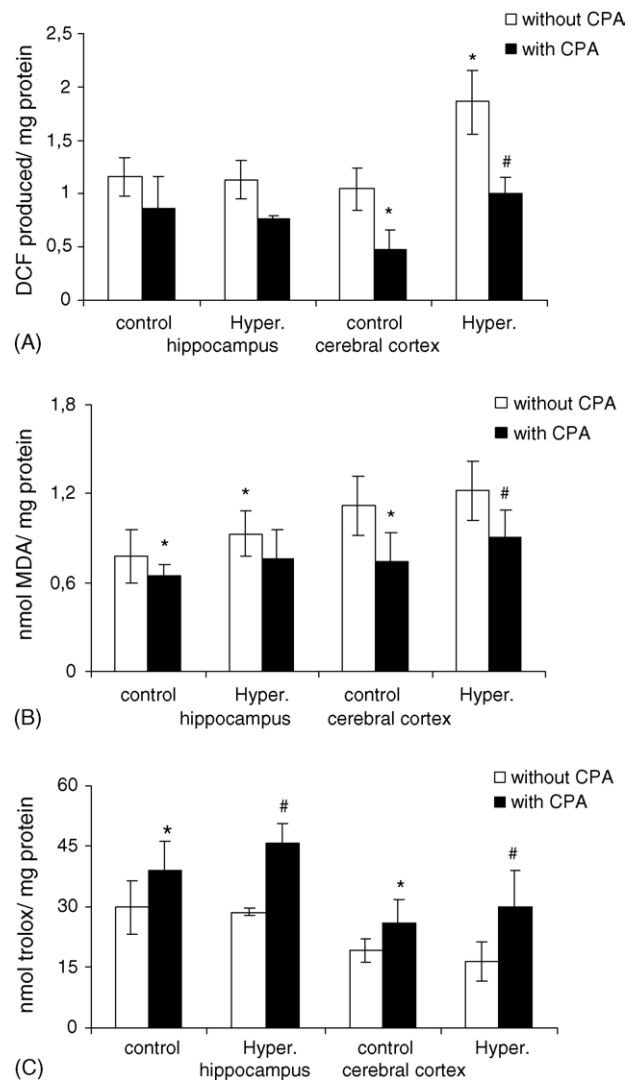 2,5
2
1,5
1
0,5
0
DCF produced/ mg protein
without CPA
with CPA
*
*
#
control Hyper. control Hyper.
hippocampus cerebral cortex
(A)
1,8
1,2
0,6
0
nmol MDA/ mg protein
without CPA
with CPA
*
*
*
#
control Hyper. control Hyper.
hippocampus cerebral cortex
(B)
60
45
30
15
0
nmol trolox/ mg protein
without CPA
with CPA
*
#
*
#
control Hyper. control Hyper.
hippocampus cerebral cortex
(C)